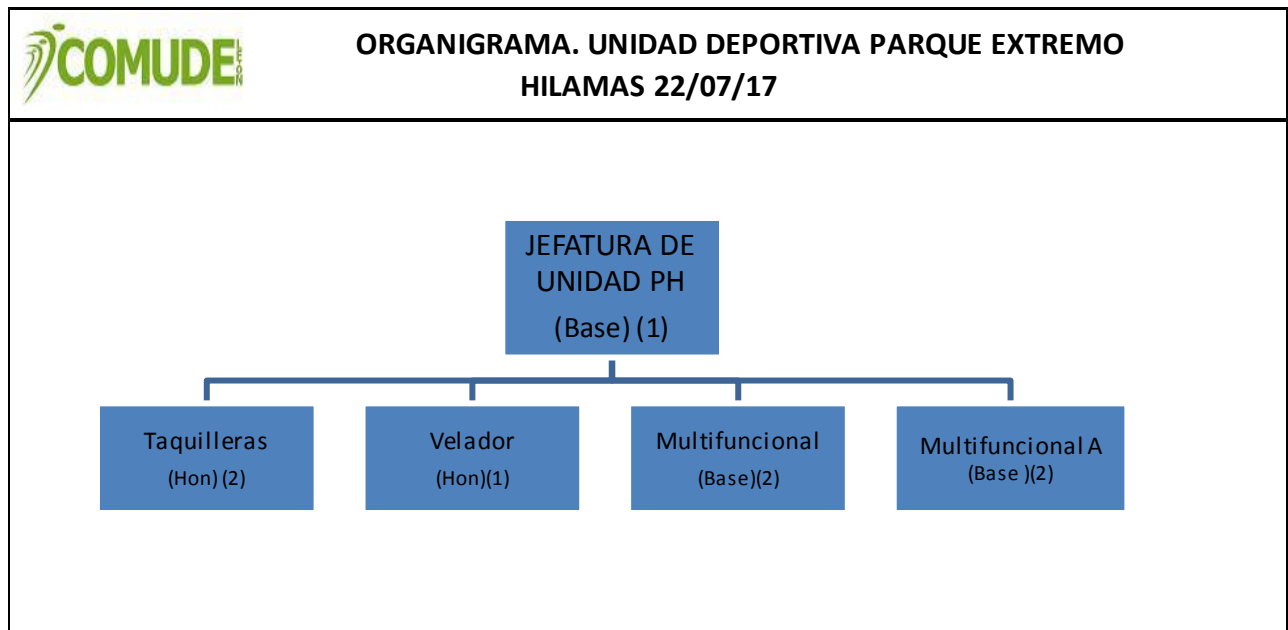 COMUDE LEÓN
ORGANIGRAMA. UNIDAD DEPORTIVA PARQUE EXTREMO
HILAMAS 22/07/17
JEFATURA DE
UNIDAD PH
(Base) (1)
Taquilleras
(Hon) (2)
Velador
(Hon)(1)
Multifuncional
(Base)(2)
Multifuncional A
(Base )(2)